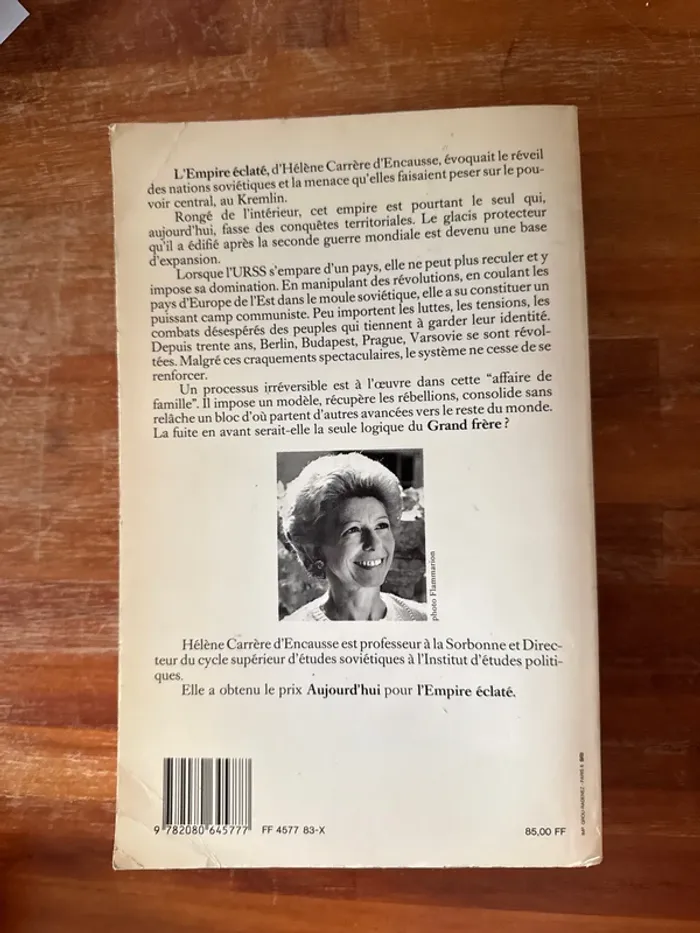 L'Empire éclaté, d'Hélène Carrère d'Encausse, évoquait le réveil
des nations soviétiques et la menace qu'elles faisaient peser sur le pou-
voir central, au Kremlin.
Rongé de l'intérieur, cet empire est pourtant le seul qui,
aujourd'hui, fasse des conquêtes territoriales. Le glacis protecteur
qu'il a édifié après la seconde guerre mondiale est devenu une base
d'expansion.
Lorsque l'URSS s'empare d'un pays, elle ne peut plus reculer et y
impose sa domination. En manipulant des révolutions, en coulant les
pays d'Europe de l'Est dans le moule soviétique, elle a su constituer un
puissant camp communiste. Peu importent les luttes, les tensions, les
combats désespérés des peuples qui tiennent à garder leur identité.
Depuis trente ans, Berlin, Budapest, Prague, Varsovie se sont révol-
tées. Malgré ces craquements spectaculaires, le système ne cesse de se
renforcer.
Un processus irréversible est à l'œuvre dans cette "affaire de
famille". Il impose un modèle, récupère les rébellions, consolide sans
relâche un bloc d'où partent d'autres avancées vers le reste du monde.
La fuite en avant serait-elle la seule logique du Grand frère ?
photo Flammarion
Hélène Carrère d'Encausse est professeur à la Sorbonne et Direc-
teur du cycle supérieur d'études soviétiques à l'Institut d'études politi-
ques.
Elle a obtenu le prix Aujourd'hui pour l'Empire éclaté.
9 782080 645777
FF 4577 83-X
85,00 FF